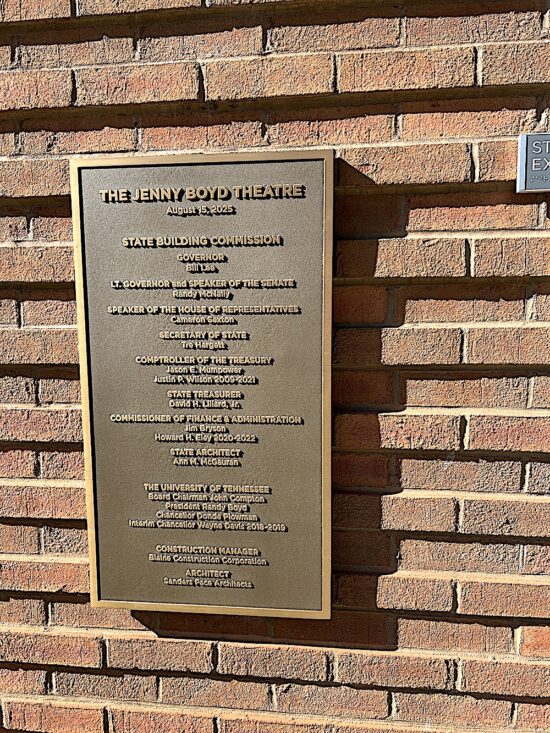 THE JENNY BOYD THEATRE
August 15, 2025
STATE BUILDING COMMISSION
GOVERNOR
Bill Lee
LT. GOVERNOR and SPEAKER OF THE SENATE
Randy McNally
SPEAKER OF THE HOUSE OF REPRESENTATIVES
Cameron Sexton
SECRETARY OF STATE
Tre Hargett
COMPTROLLER OF THE TREASURY
Jason E. Mumpower
Justin P. Wilson 2009-2021
STATE TREASURER
David H. Lillard, Jr.
COMMISSIONER OF FINANCE & ADMINISTRATION
Jim Bryson
Howard H. Eley 2020-2022
STATE ARCHITECT
Ann M. McGauran
THE UNIVERSITY OF TENNESSEE
Board Chairman John Compton
President Randy Boyd
Chancellor Donde Plowman
Interim Chancellor Wayne Davis 2018-2019
CONSTRUCTION MANAGER
Blaine Construction Corporation
ARCHITECT
Sanders Pace Architects
ST
EX